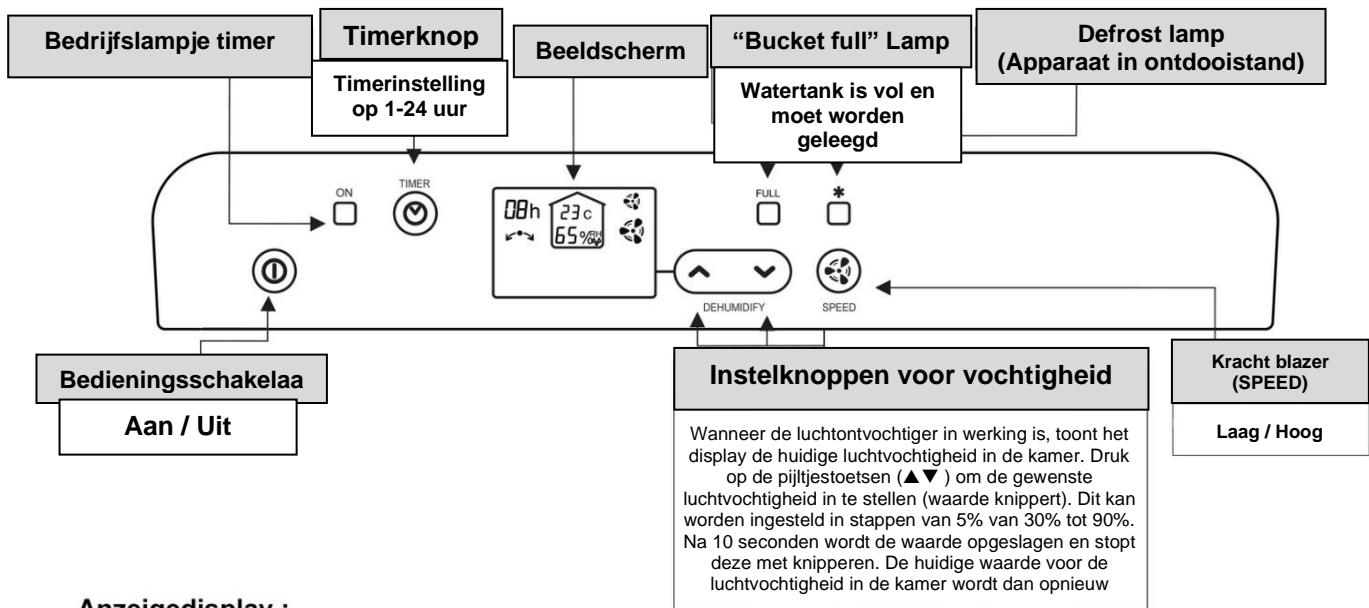 Bedrijfslampje timer
Timerknop
Timerinstelling
op 1-24 uur
Beeldscherm
“Bucket full” Lamp
Watertank is vol en
moet worden
geleegd
Defrost lamp
(Apparaat in ontdooistand)
ON
TIMER
08h
23c
65%RH
FULL
*
DEHUMIDIFY
SPEED
Bedieningsschakelaa
Aan / Uit
Instelknoppen voor vochtigheid
Wanneer de luchtontvochtiger in werking is, toont het
display de huidige luchtvochtigheid in de kamer. Druk
op de pijltjestoetsen (▲▼ ) om de gewenste
luchtvochtigheid in te stellen (waarde knippert). Dit kan
worden ingesteld in stappen van 5% van 30% tot 90%.
Na 10 seconden wordt de waarde opgeslagen en stopt
deze met knipperen. De huidige waarde voor de
luchtvochtigheid in de kamer wordt dan opnieuw
Kracht blazer
(SPEED)
Laag / Hoog
Anzeigedisplay :